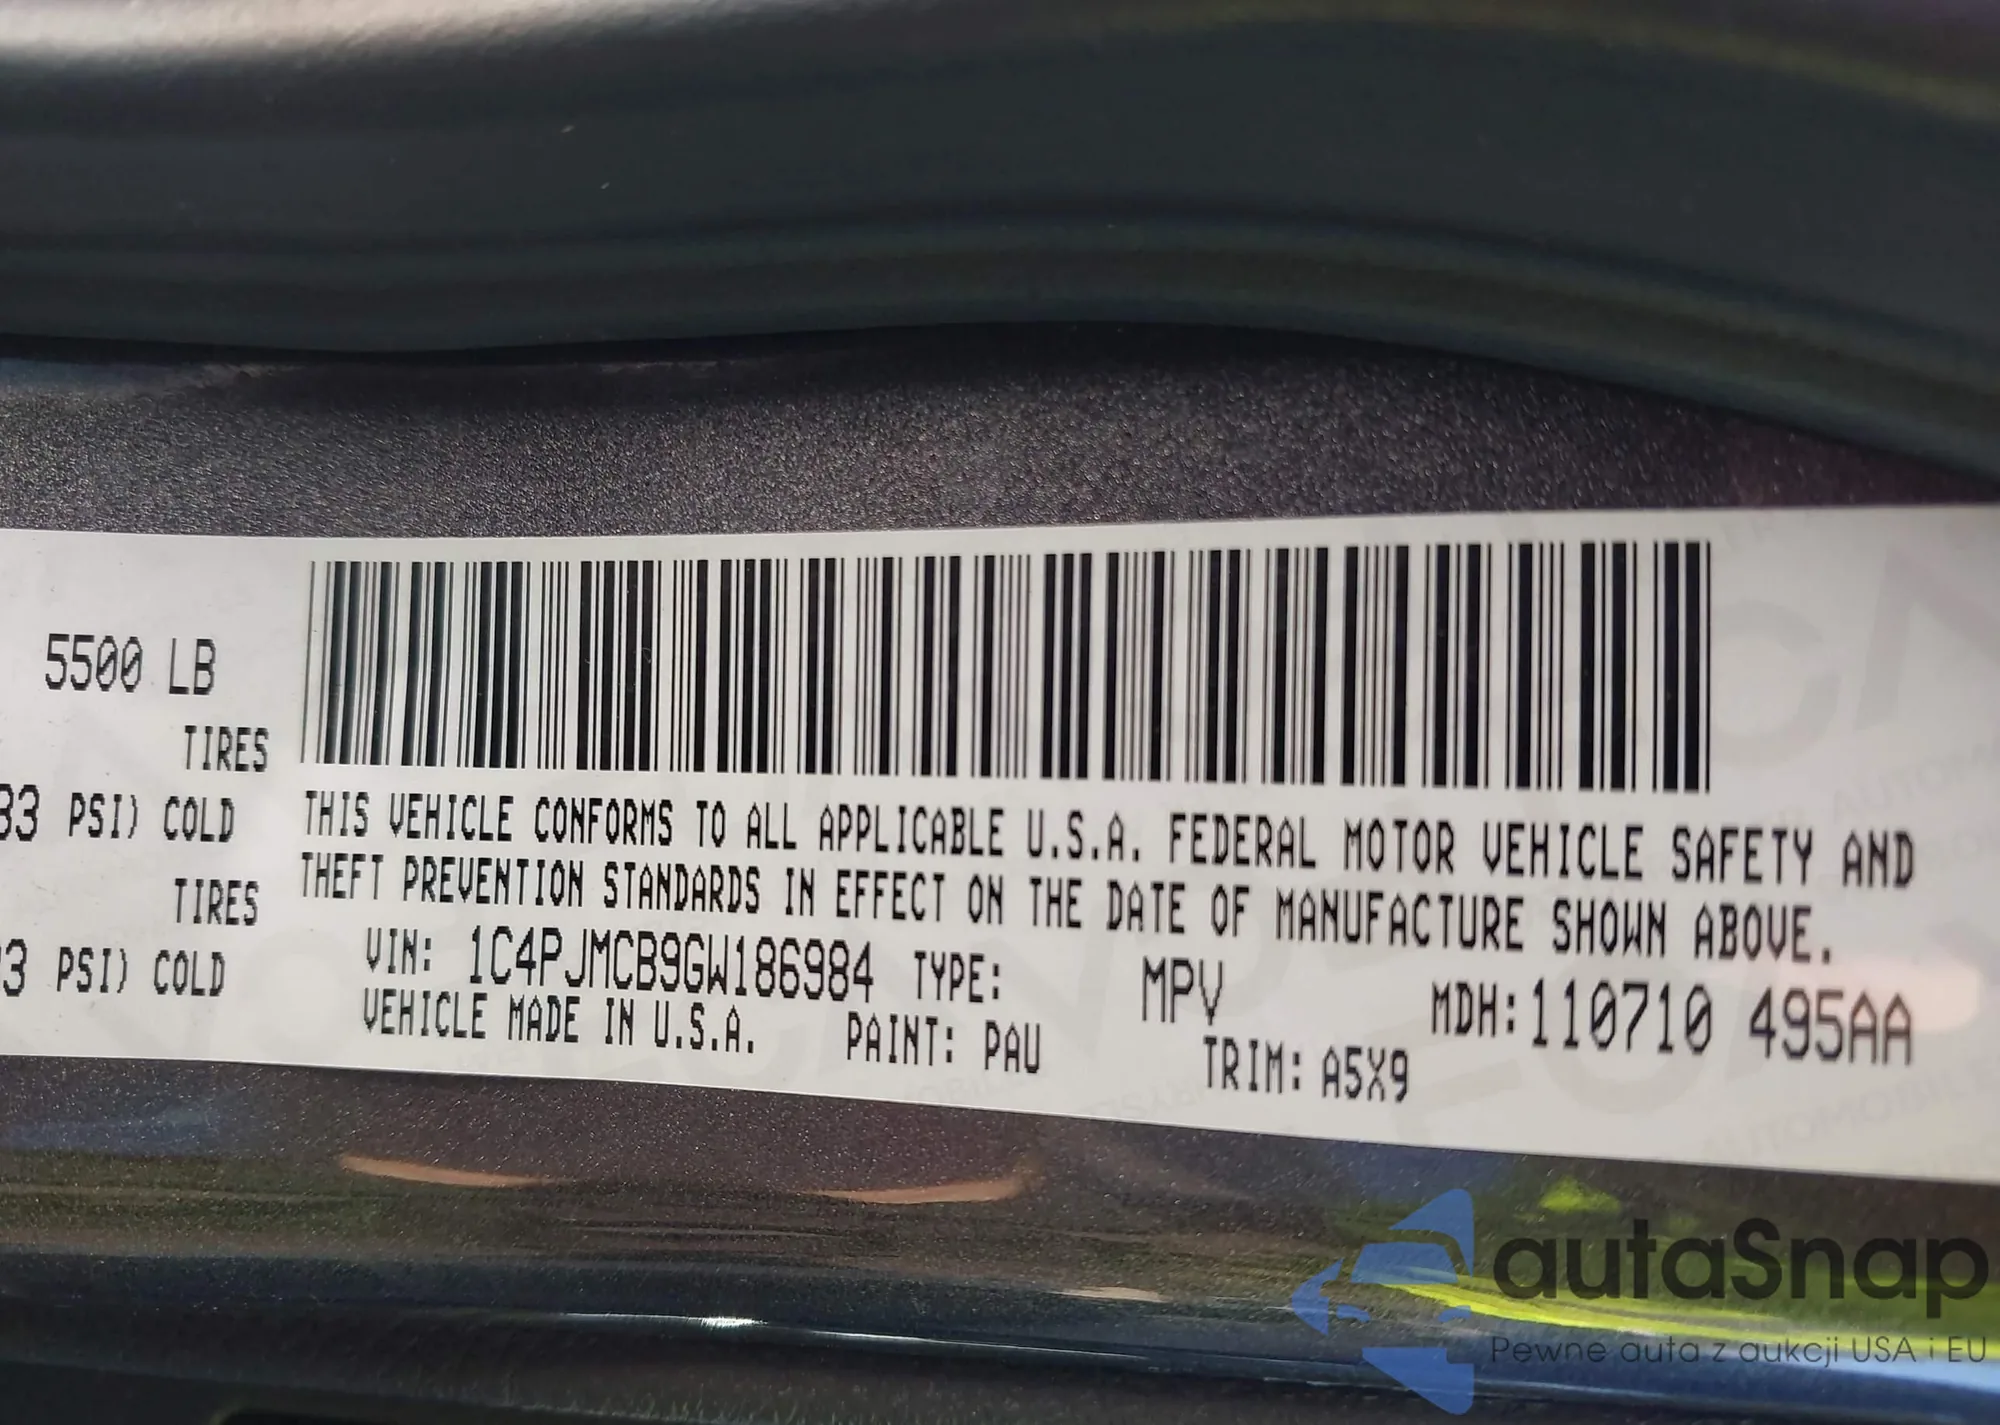 5500 LB
TIRES
33 PSI) COLD
TIRES
3 PSI) COLD
THIS VEHICLE CONFORMS TO ALL APPLICABLE U.S.A. FEDERAL MOTOR VEHICLE SAFETY AND
THEFT PREVENTION STANDARDS IN EFFECT ON THE DATE OF MANUFACTURE SHOWN ABOVE.
VIN: 1C4PJMCB9GW186984 TYPE: MPV MDH:110710 495AA
VEHICLE MADE IN U.S.A. PAINT: PAU TRIM: A5X9
autaSnap
Pewne auta z aukcji USA i EU